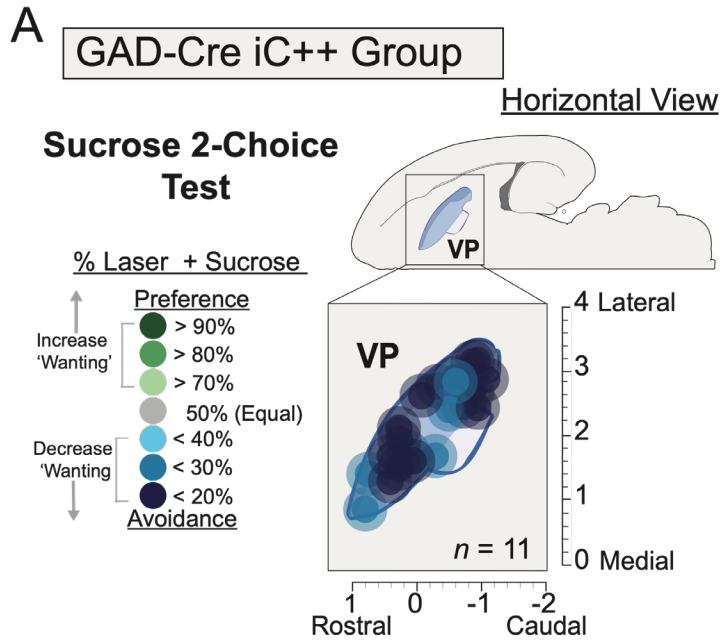 A
GAD-Cre iC++ Group
Horizontal View
Sucrose 2-Choice
Test
VP
% Laser + Sucrose
Preference
> 90%
> 80%
> 70%
Increase
'Wanting'
50% (Equal)
Decrease
'Wanting
< 40%
< 30%
< 20%
Avoidance
VP
n = 11
4 Lateral
3
2
1
0 Medial
1 0 -1 -2
Rostral Caudal